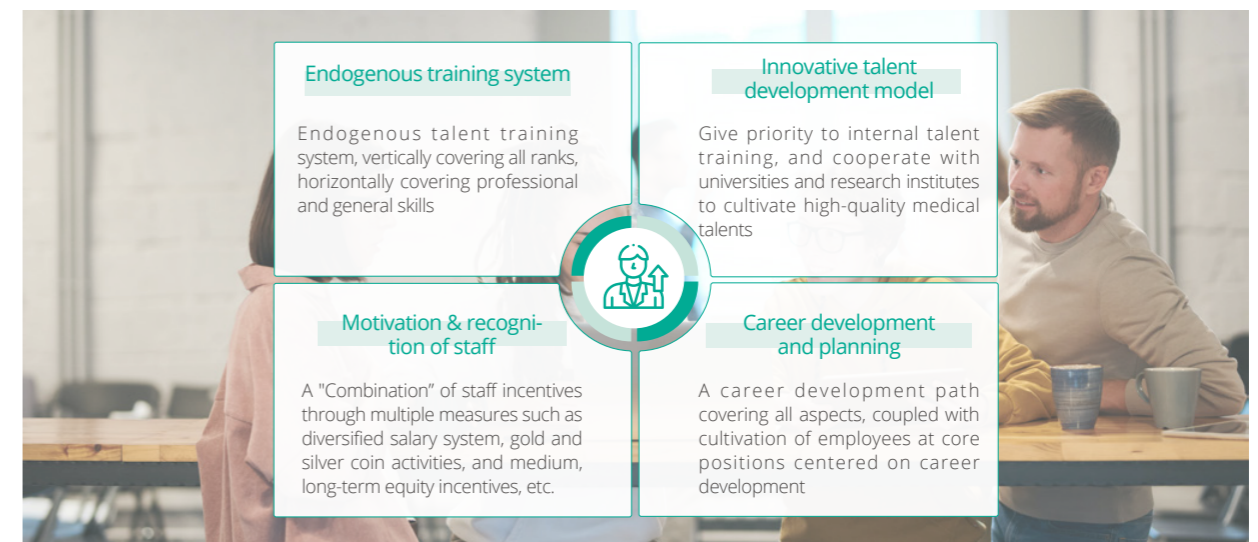 Endogenous training system
Endogenous talent training
system, vertically covering all ranks,
horizontally covering professional
and general skills
Innovative talent
development model
Give priority to internal talent
training, and cooperate with
universities and research institutes
to cultivate high-quality medical
talents
Motivation & recogni-
tion of staff
A "Combination” of staff incentives
through multiple measures such as
diversified salary system, gold and
silver coin activities, and medium,
long-term equity incentives, etc.
Career development
and planning
A career development path
covering all aspects, coupled with
cultivation of employees at core
positions centered on career
development